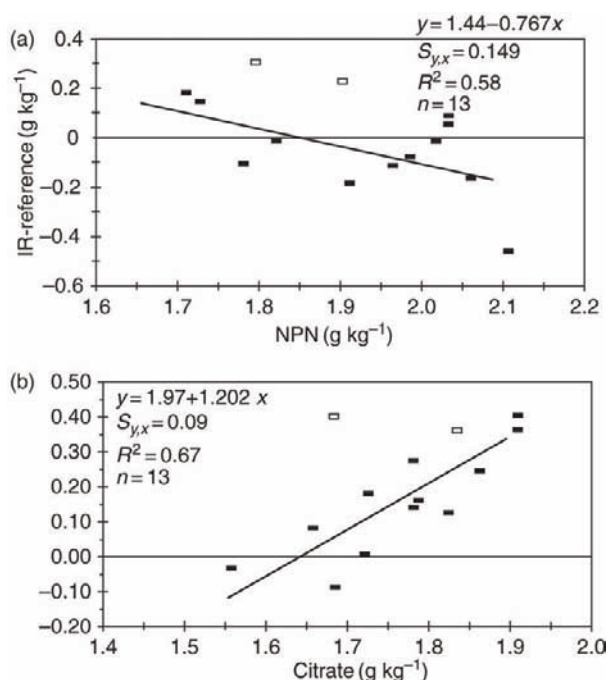 (a)
y = 1.44–0.767x
S_y,x = 0.149
R² = 0.58
n = 13
0.4
0.2
0
–0.2
–0.4
–0.6
IR-reference (g kg⁻¹)
1.6 1.7 1.8 1.9 2.0 2.1 2.2
NPN (g kg⁻¹)
(b)
y = 1.97+1.202 x
S_y,x = 0.09
R² = 0.67
n = 13
0.50
0.40
0.30
0.20
0.10
0.00
–0.10
–0.20
1.4 1.5 1.6 1.7 1.8 1.9 2.0
Citrate (g kg⁻¹)